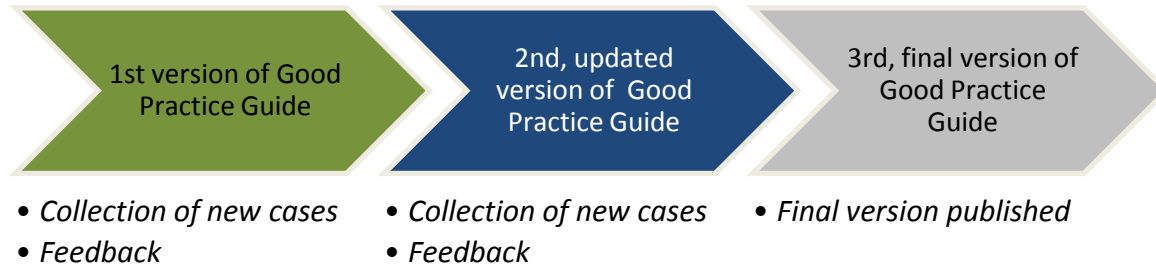 1st version of Good
Practice Guide
2nd, updated
version of Good
Practice Guide
3rd, final version of
Good Practice
Guide
• Collection of new cases
• Feedback
• Collection of new cases
• Feedback
• Final version published